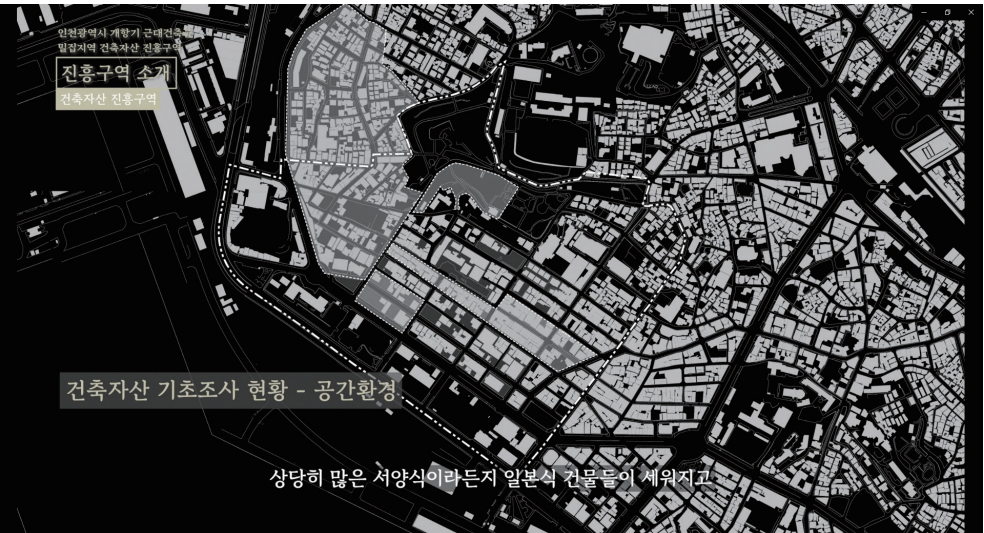 인천광역시 개항기 근대건축물
밀집지역 건축자산 진흥구역
진흥구역 소개
건축자산 진흥구역
건축자산 기초조사 현황 - 공간환경
상당히 많은 서양식이라든지 일본식 건물들이 세워지고